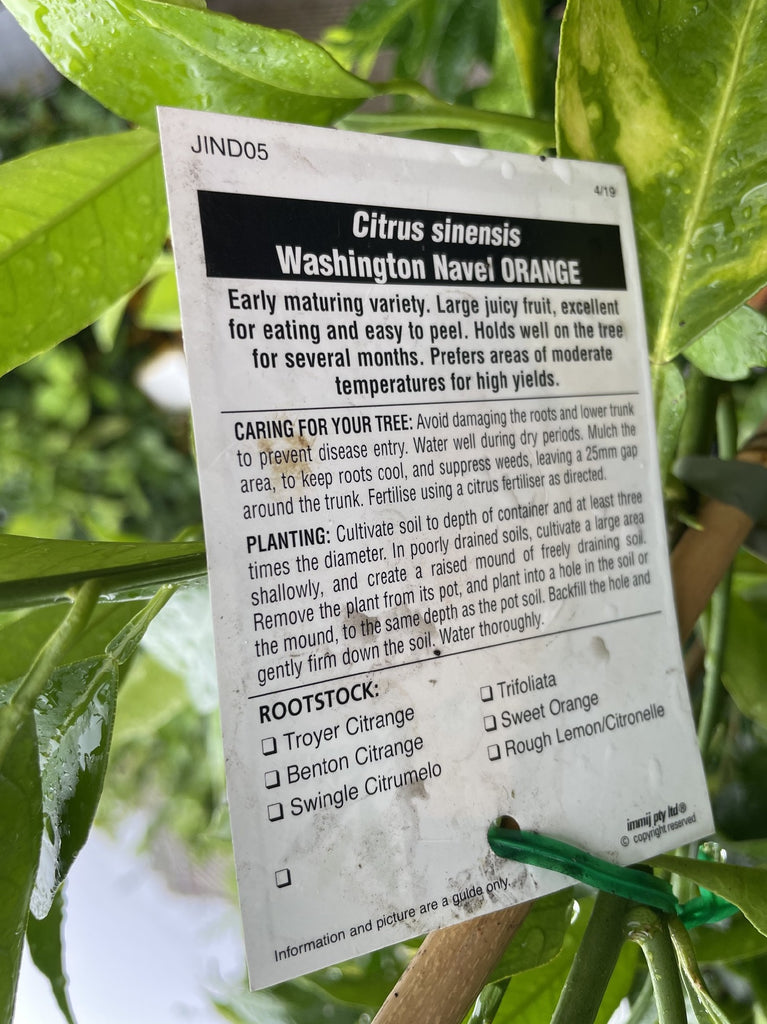 JIND05
4/19
Citrus sinensis
Washington Navel ORANGE
Early maturing variety. Large juicy fruit, excellent
for eating and easy to peel. Holds well on the tree
for several months. Prefers areas of moderate
temperatures for high yields.
CARING FOR YOUR TREE: Avoid damaging the roots and lower trunk
to prevent disease entry. Water well during dry periods. Mulch the
area, to keep roots cool, and suppress weeds, leaving a 25mm gap
around the trunk. Fertilise using a citrus fertiliser as directed.
PLANTING: Cultivate soil to depth of container and at least three
times the diameter. In poorly drained soils, cultivate a large area
shallowly, and create a raised mound of freely draining soil.
Remove the plant from its pot, and plant into a hole in the soil or
the mound, to the same depth as the pot soil. Backfill the hole and
gently firm down the soil. Water thoroughly.
ROOTSTOCK:
❏ Troyer Citrange
❏ Benton Citrange
❏ Swingle Citrumelo
❏ Trifoliata
❏ Sweet Orange
❏ Rough Lemon/Citronelle
❏
immij pty ltd®
© copyright reserved
Information and picture are a guide only.